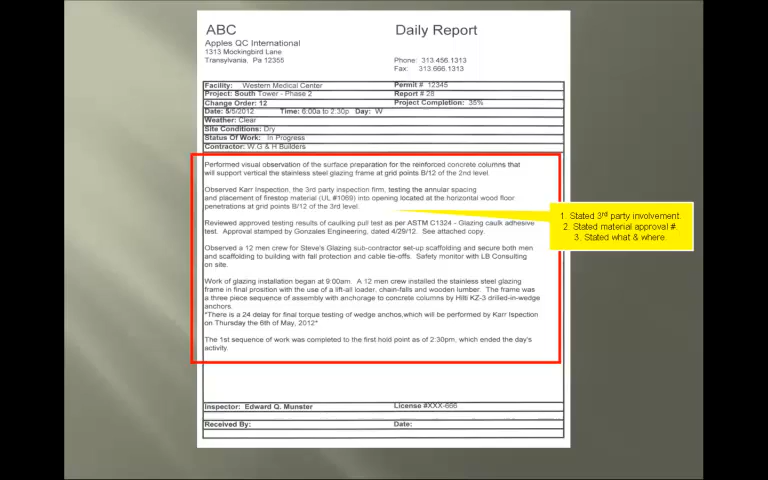 ABC
Daily Report
Apples QC International
1313 Mockingbird Lane
Transylvania, Pa 12355
Phone: 313.456.1313
Fax: 313.666.1313
Facility: Western Medical Center
Permit # 12345
Project: South Tower - Phase 2
Report # 28
Change Order: 12
Project Completion: 35%
Date: 5/5/2012 Time: 6:00a to 2:30p Day: W
Weather: Clear
Site Conditions: Dry
Status Of Work: In Progress
Contractor: W G & H Builders
Performed visual observation of the surface preparation for the reinforced concrete columns that
will support vertical the stainless steel glazing frame at grid points B/12 of the 2nd level.
Observed Karr Inspection, the 3rd party inspection firm, testing the annular spacing
and placement of firestop material (UL #1069) into opening located at the horizontal wood floor
penetrations at grid points B/12 of the 3rd level.
Reviewed approved testing results of caulking pull test as per ASTM C1324 - Glazing caulk adhesive
test. Approval stamped by Gonzales Engineering, dated 4/29/12. See attached copy.
Observed a 12 men crew for Steve's Glazing sub-contractor set-up scaffolding and secure both men
and scaffolding to building with fall protection and cable tie-offs. Safety monitor with LB Consulting
on site.
Work of glazing installation began at 9:00am. A 12 men crew installed the stainless steel glazing
frame in final prosition with the use of a lift-all loader, chain-falls and wooden lumber. The frame was
a three piece sequence of assembly with anchorage to concrete columns by Hilti KZ-3 drilled-in-wedge
anchors.
"There is a 24 delay for final torque testing of wedge anchos,which will be performed by Karr Ispection
on Thursday the 6th of May, 2012"
The 1st sequence of work was completed to the first hold point as of 2:30pm, which ended the day's
activity.
1. Stated 3rd party involvement.
2. Stated material approval #.
3. Stated what & where.
Inspector: Edward Q. Munster
License #XXX-666
Received By:
Date: